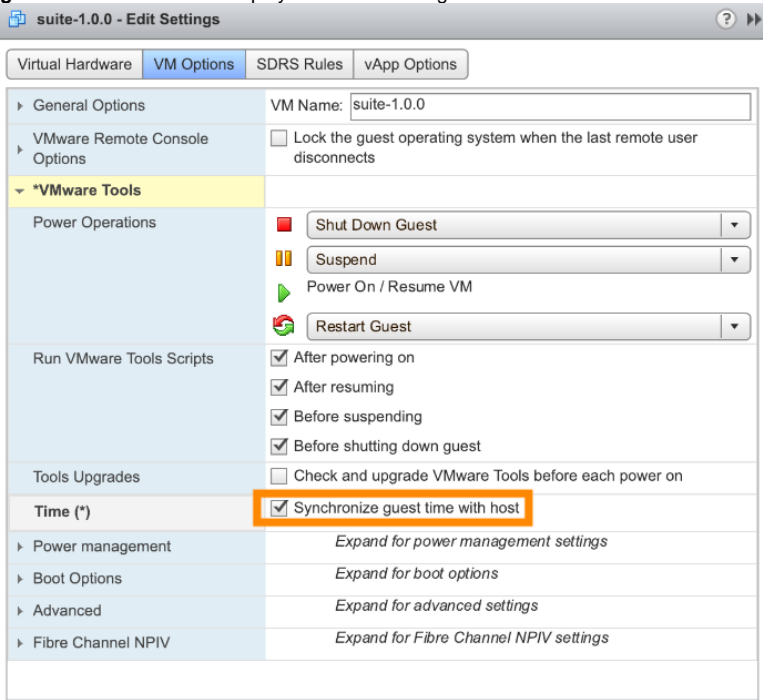 suite-1.0.0 - Edit Settings
Virtual Hardware VM Options SDRS Rules vApp Options
General Options VM Name: suite-1.0.0
VMware Remote Console Options Lock the guest operating system when the last remote user disconnects
*VMware Tools
Power Operations Shut Down Guest
Suspend
Power On / Resume VM
Restart Guest
Run VMware Tools Scripts After powering on
After resuming
Before suspending
Before shutting down guest
Tools Upgrades Check and upgrade VMware Tools before each power on
Time (*) Synchronize guest time with host
Power management Expand for power management settings
Boot Options Expand for boot options
Advanced Expand for advanced settings
Fibre Channel NPIV Expand for Fibre Channel NPIV settings